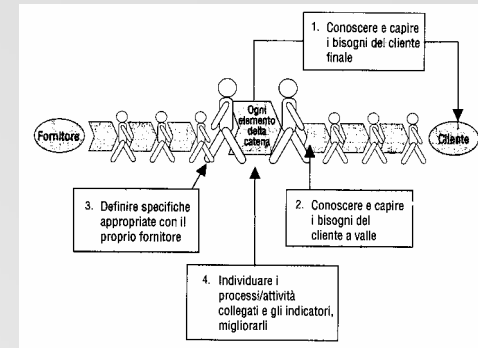 1. Conoscere e capire
i bisogni del cliente
finale
Fornitore
Ogni
elemento
della
catena
Cliente
3. Definire specifiche
appropriate con il
proprio fornitore
2. Conoscere e capire
i bisogni del
cliente a valle
4. Individuare i
processi/attività
collegati e gli indicatori,
migliorarli